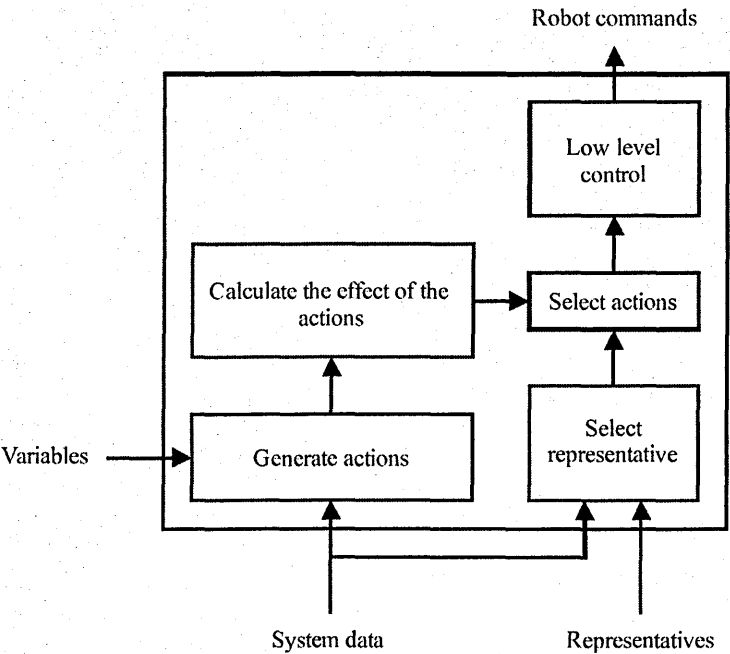 Robot commands
Low level
control
Calculate the effect of the
actions
Select actions
Select
representative
Variables
Generate actions
System data
Representatives